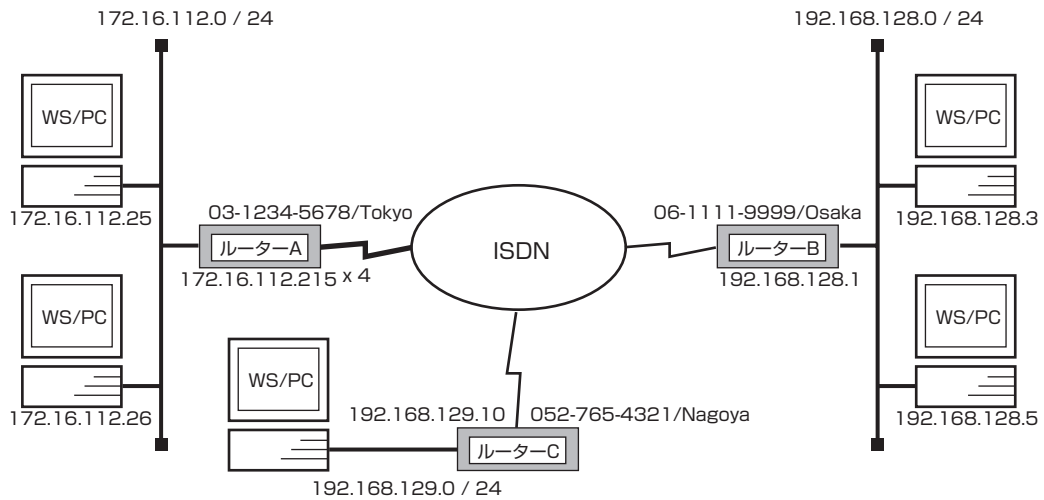 172.16.112.0 / 24
192.168.128.0 / 24
WS/PC
WS/PC
172.16.112.25
03-1234-5678/Tokyo
06-1111-9999/Osaka
192.168.128.3
ルーターA
ISDN
ルーターB
172.16.112.215 x 4
192.168.128.1
WS/PC
WS/PC
WS/PC
172.16.112.26
192.168.129.10
052-765-4321/Nagoya
192.168.128.5
ルーターC
192.168.129.0 / 24